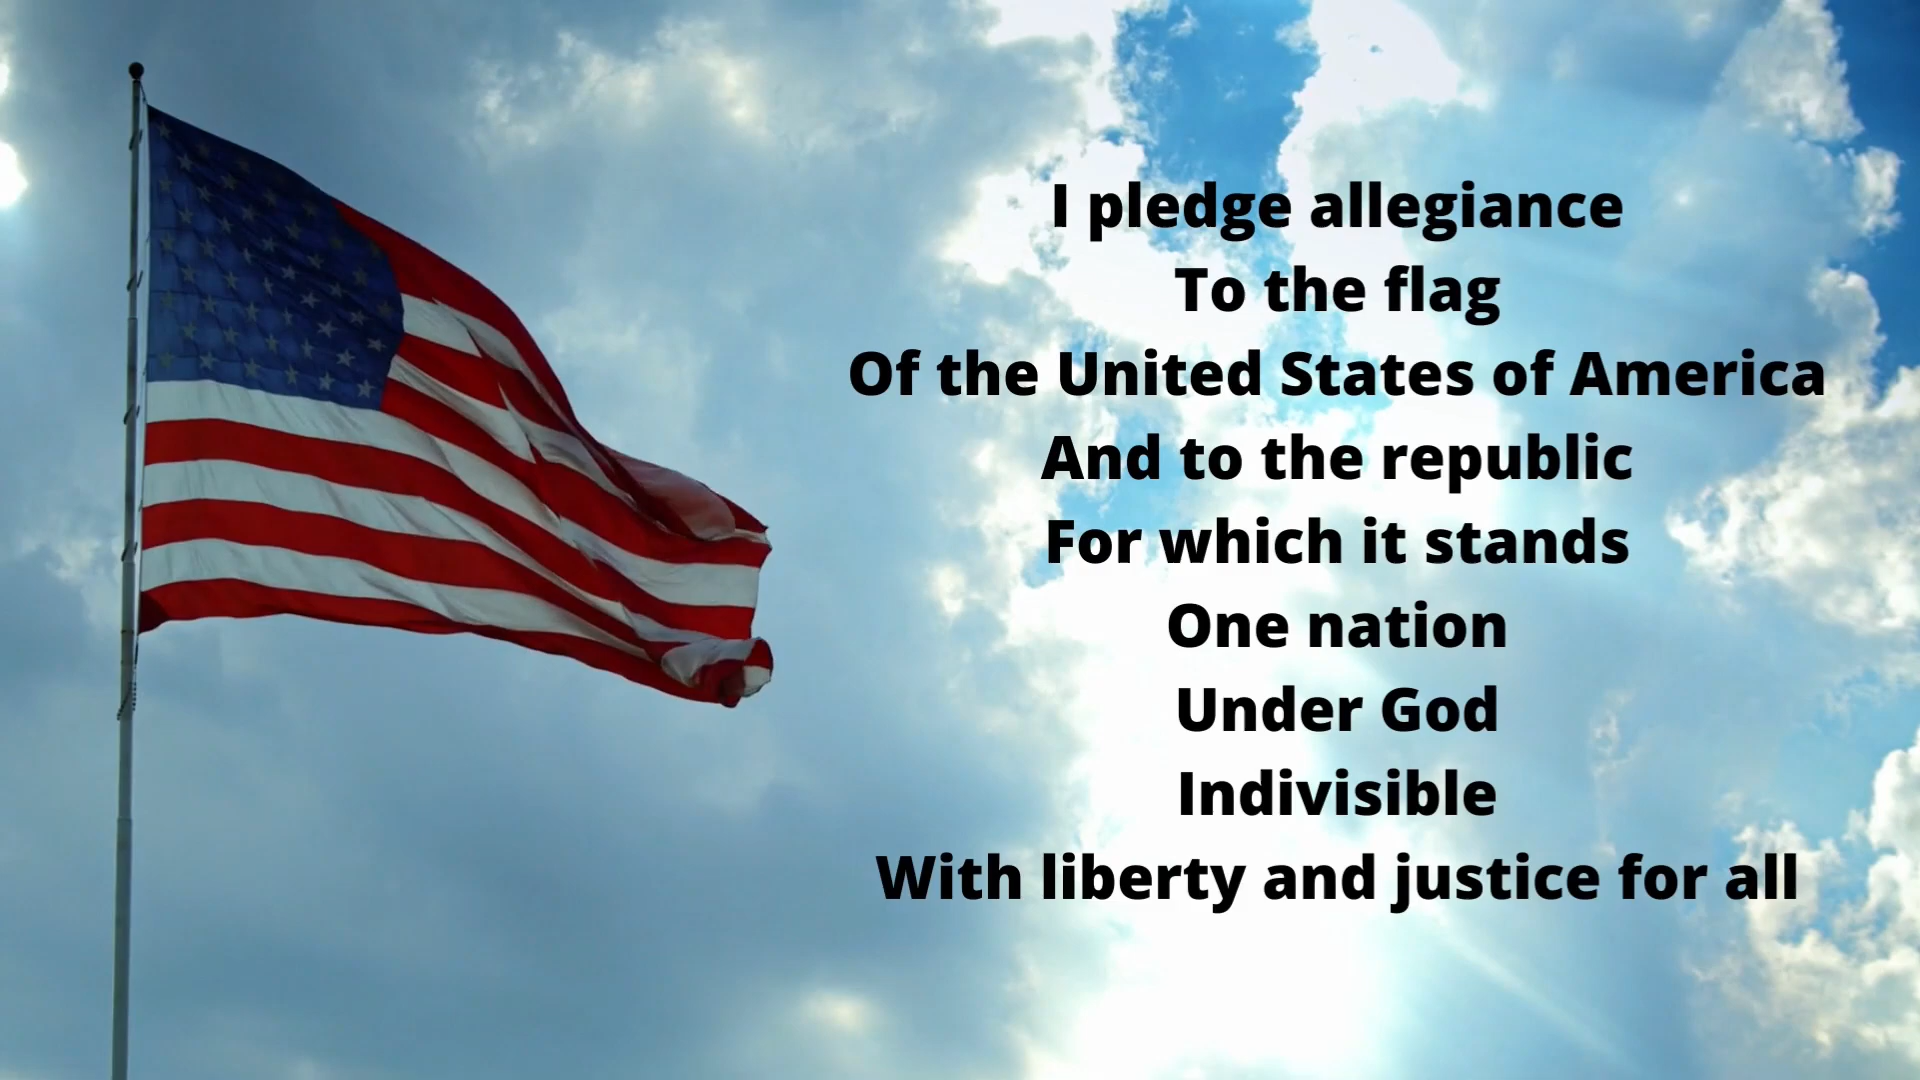 I pledge allegiance
To the flag
Of the United States of America
And to the republic
For which it stands
One nation
Under God
Indivisible
With liberty and justice for all